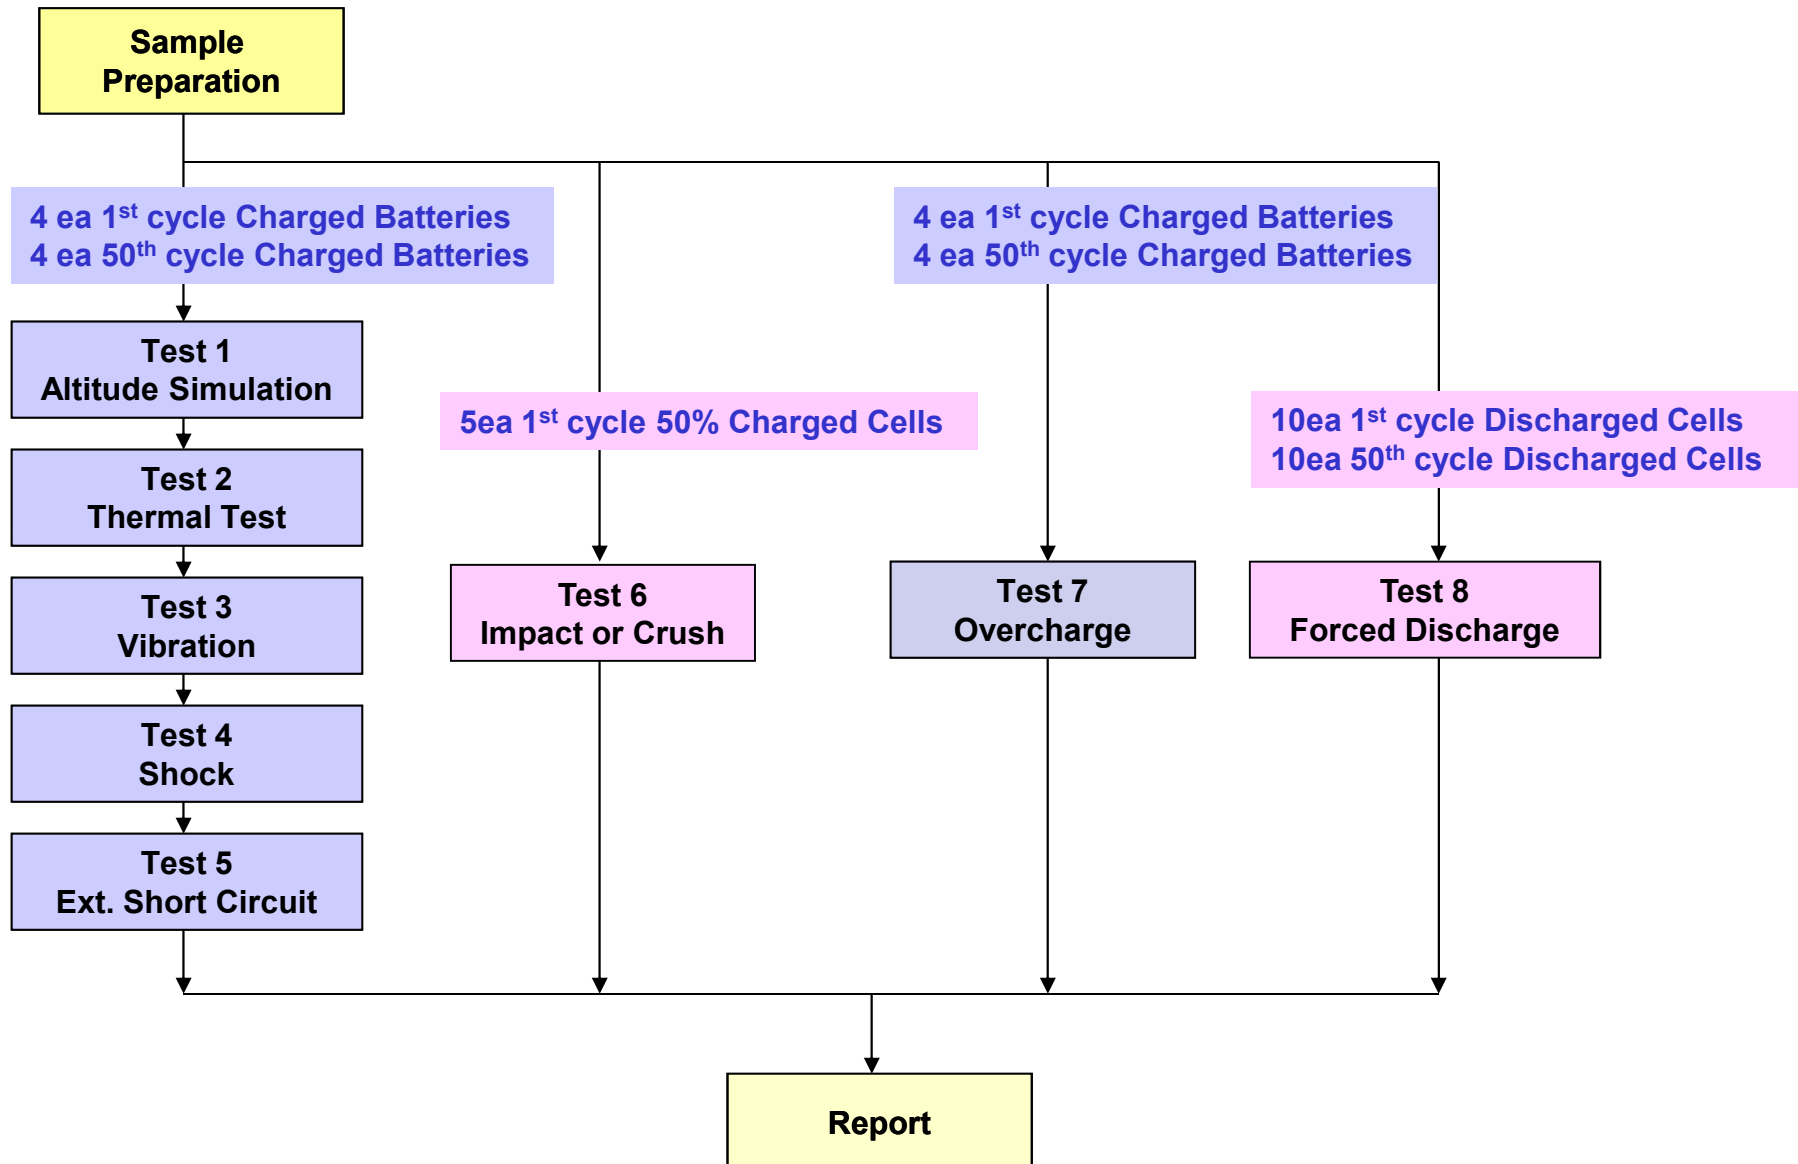 Sample
Preparation
4 ea 1st cycle Charged Batteries
4 ea 50th cycle Charged Batteries
4 ea 1st cycle Charged Batteries
4 ea 50th cycle Charged Batteries
Test 1
Altitude Simulation
5ea 1st cycle 50% Charged Cells
10ea 1st cycle Discharged Cells
10ea 50th cycle Discharged Cells
Test 2
Thermal Test
Test 3
Vibration
Test 6
Impact or Crush
Test 7
Overcharge
Test 8
Forced Discharge
Test 4
Shock
Test 5
Ext. Short Circuit
Report